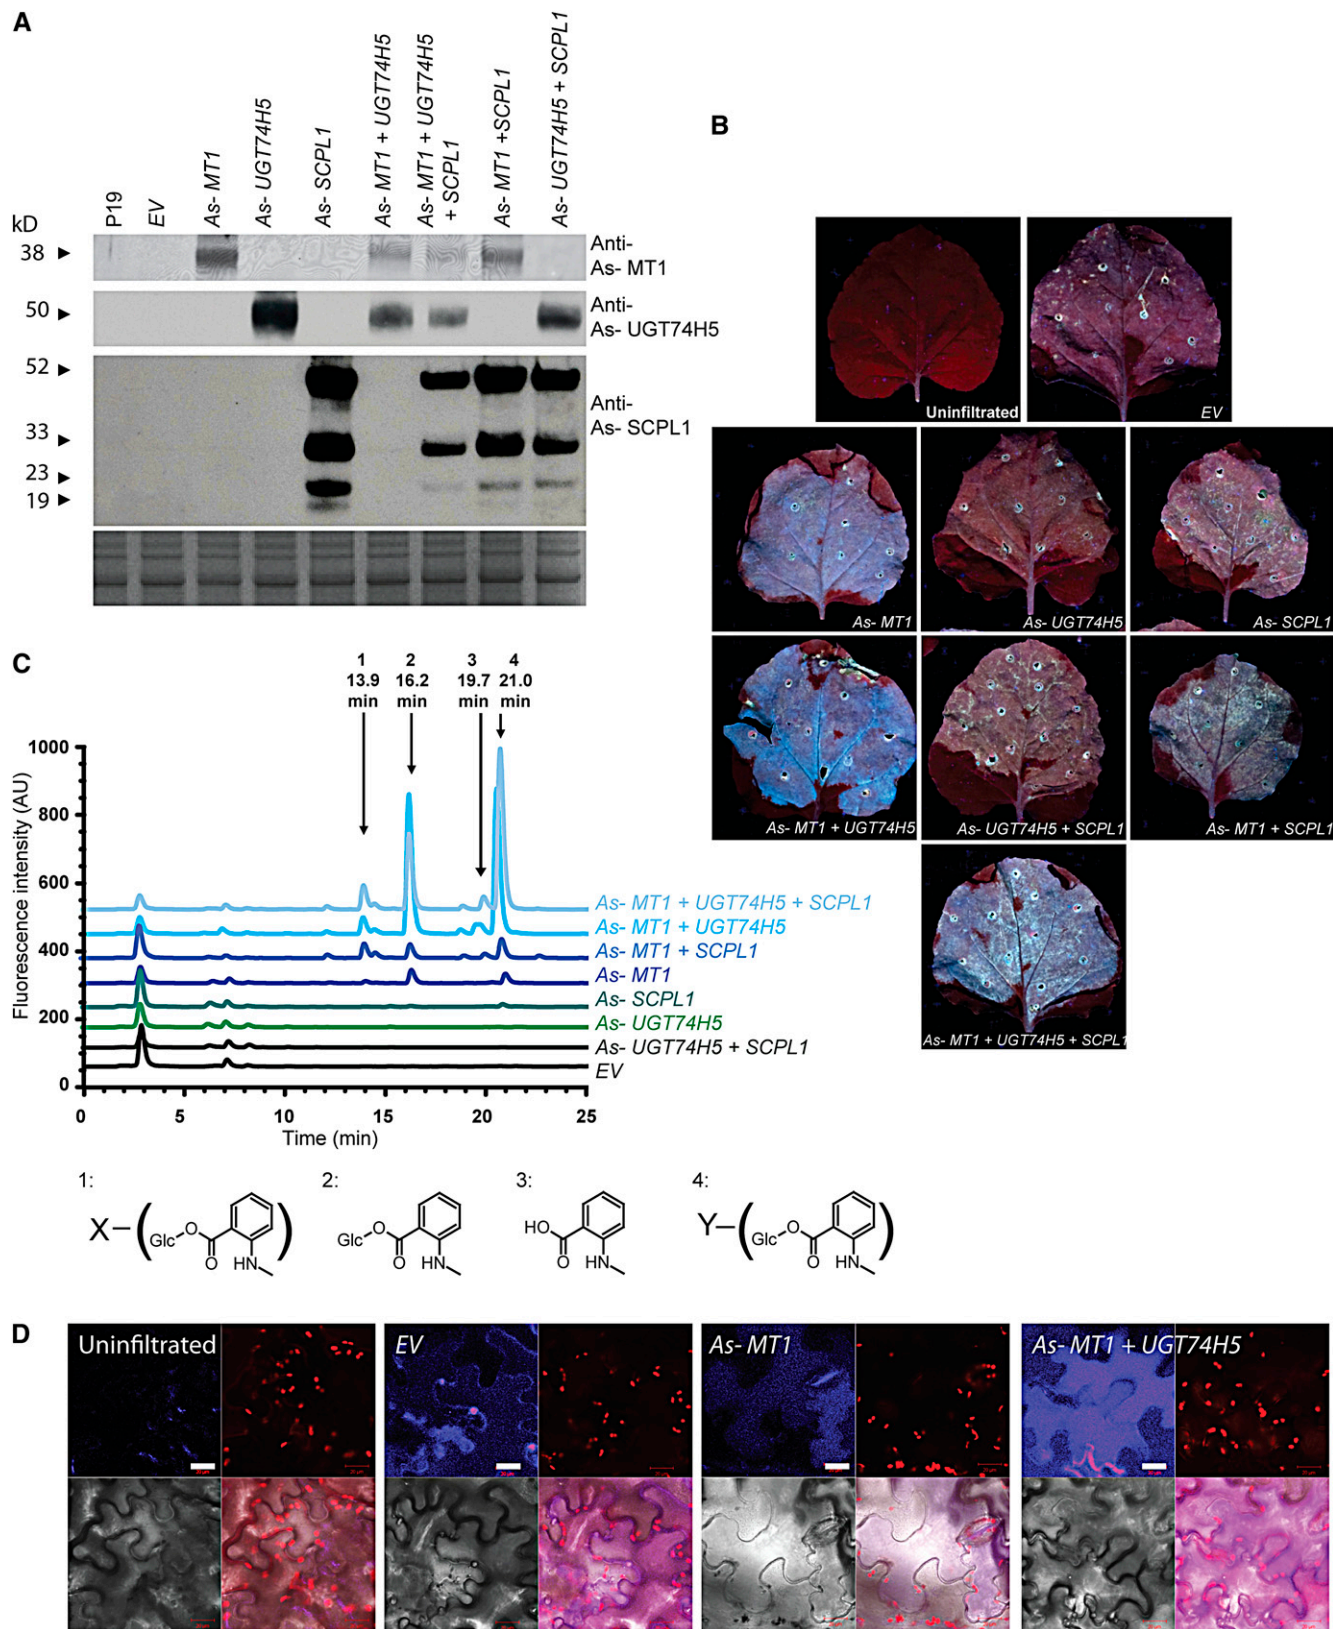 A
P19
EV
As- MT1
As- UGT74H5
As- SCPL1
As- MT1 + UGT74H5
As- MT1 + UGT74H5
+ SCPL1
As- MT1 +SCPL1
As- UGT74H5 + SCPL1
kD
38
Anti-
As- MT1
50
Anti-
As- UGT74H5
52
33
23
19
Anti-
As- SCPL1
B
Uninfiltrated
EV
As- MT1
As- UGT74H5
As- SCPL1
As- MT1 + UGT74H5
As- UGT74H5 + SCPL1
As- MT1 + SCPL1
As- MT1 + UGT74H5 + SCPL1
C
1
13.9
min
2
16.2
min
3
19.7
min
4
21.0
min
Fluorescence intensity (AU)
1000
800
600
400
200
0
0
5
10
15
20
25
Time (min)
As- MT1 + UGT74H5 + SCPL1
As- MT1 + UGT74H5
As- MT1 + SCPL1
As- MT1
As- SCPL1
As- UGT74H5
As- UGT74H5 + SCPL1
EV
1:
X–(Glc O O HN)
2:
Glc O O HN
3:
HO O HN
4:
Y–(Glc O O HN)
D
Uninfiltrated
EV
As- MT1
As- MT1 + UGT74H5